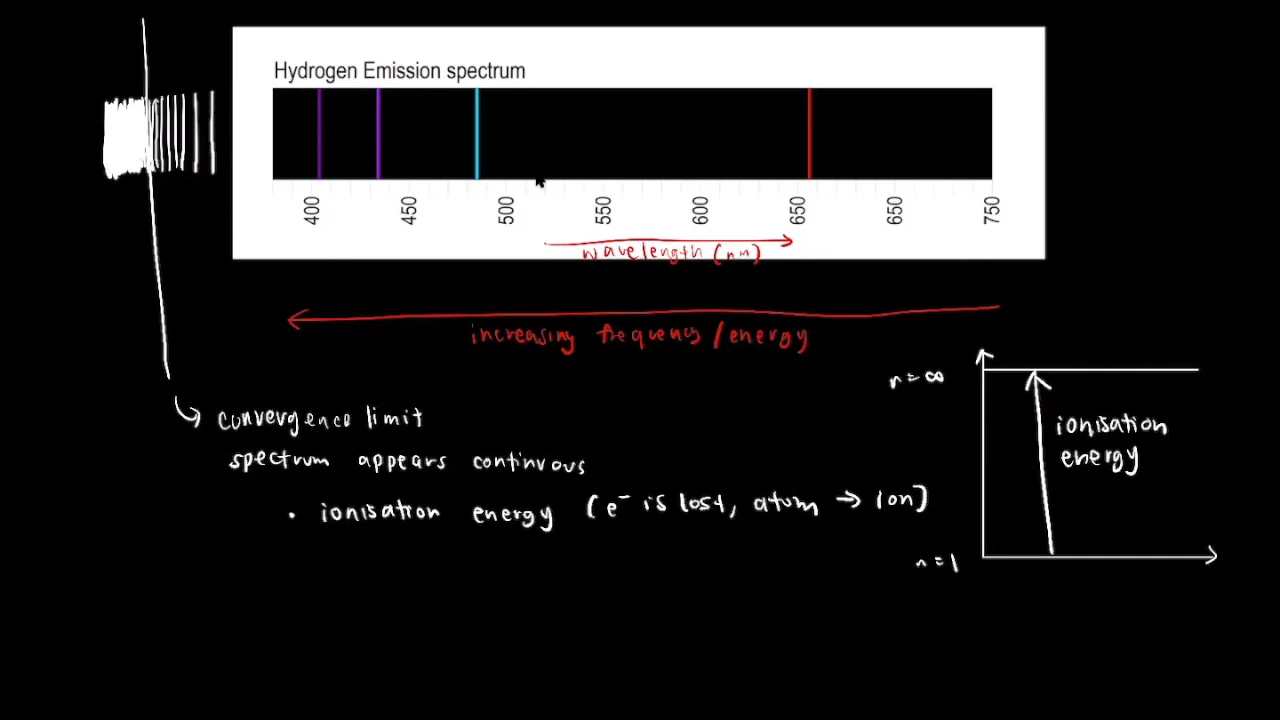 Hydrogen Emission spectrum
400 450 500 550 600 650 650 750
wavelength (nm)
increasing frequency/energy
n=∞
convergence limit
ionisation
energy
spectrum appears continuous
• ionisation energy (e⁻ is lost, atom → ion)
n=1